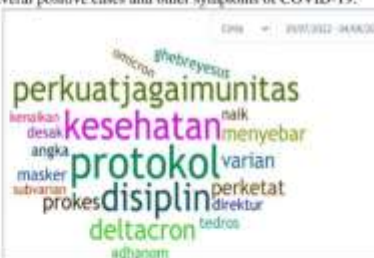 several positive cases and other symptoms of COVID-19.
omicron ghebreyesus
perkuatjagaimunitas
kenaikan desak kesehatan naik menyebar
angka protokol varian
masker
subvarian
prokes disiplin perketat
direktur
deltacron tedros
adhanom